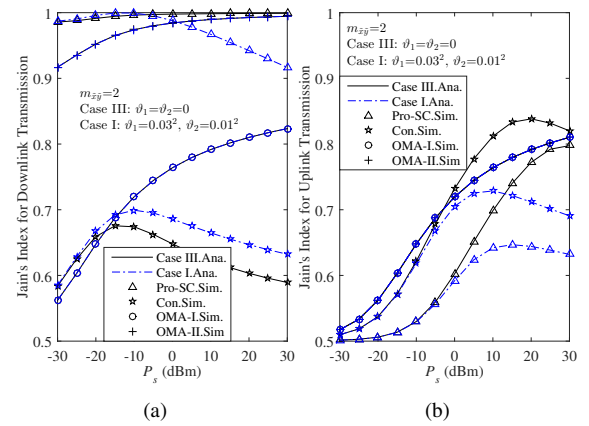 1
0.9
0.8
0.7
0.6
0.5
Jain's Index for Downlink Transmission
m_{x̄ȳ}=2
Case III: ϑ₁=ϑ₂=0
Case I: ϑ₁=0.03², ϑ₂=0.01²
Case III.Ana.
Case I.Ana.
Pro-SC.Sim.
Con.Sim.
OMA-I.Sim.
OMA-II.Sim
-30 -20 -10 0 10 20 30
P_s (dBm)
(a)
1
0.9
0.8
0.7
0.6
0.5
Jain's Index for Uplink Transmission
m_{x̄ȳ}=2
Case III: ϑ₁=ϑ₂=0
Case I: ϑ₁=0.03², ϑ₂=0.01²
Case III.Ana.
Case I.Ana.
Pro-SC.Sim.
Con.Sim.
OMA-I.Sim.
OMA-II.Sim
-30 -20 -10 0 10 20 30
P_s (dBm)
(b)